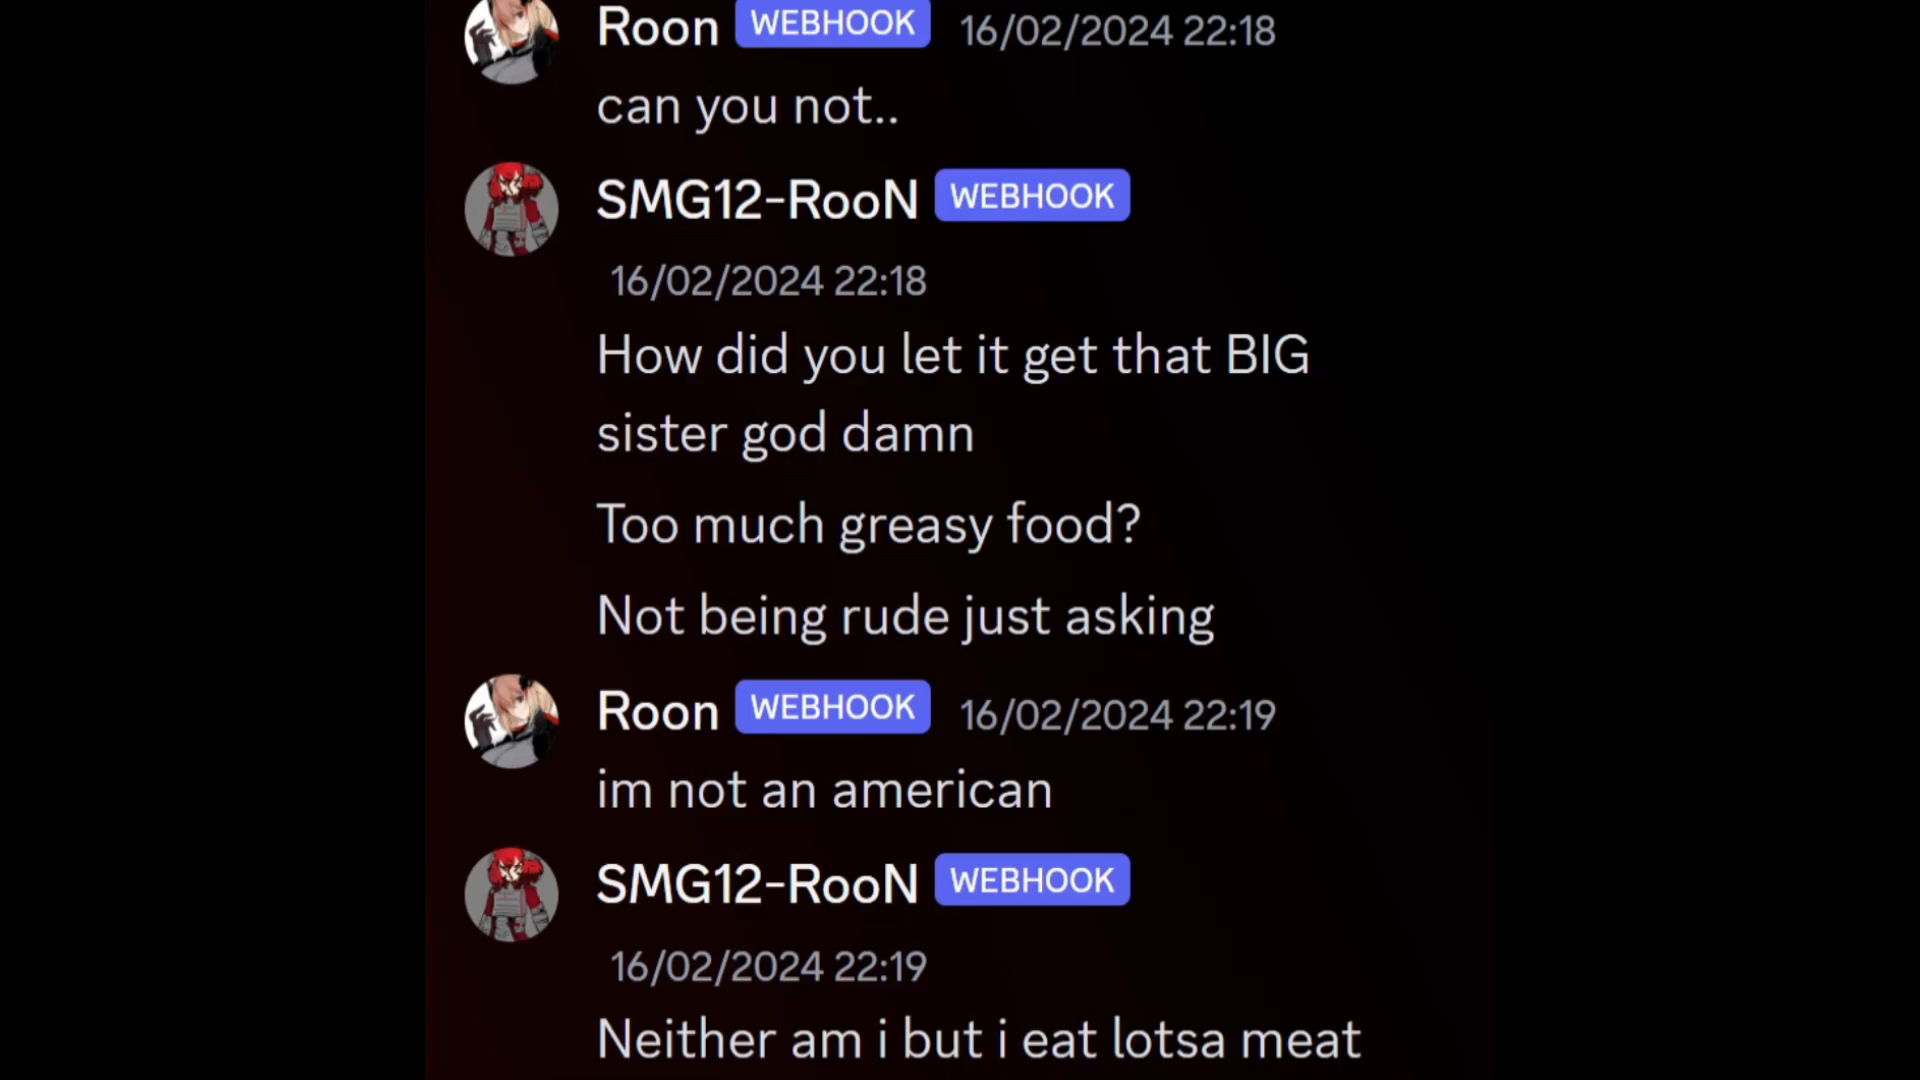 Roon WEBHOOK 16/02/2024 22:18
can you not..
SMG12-RooN WEBHOOK
16/02/2024 22:18
How did you let it get that BIG
sister god damn
Too much greasy food?
Not being rude just asking
Roon WEBHOOK 16/02/2024 22:19
im not an american
SMG12-RooN WEBHOOK
16/02/2024 22:19
Neither am i but i eat lotsa meat